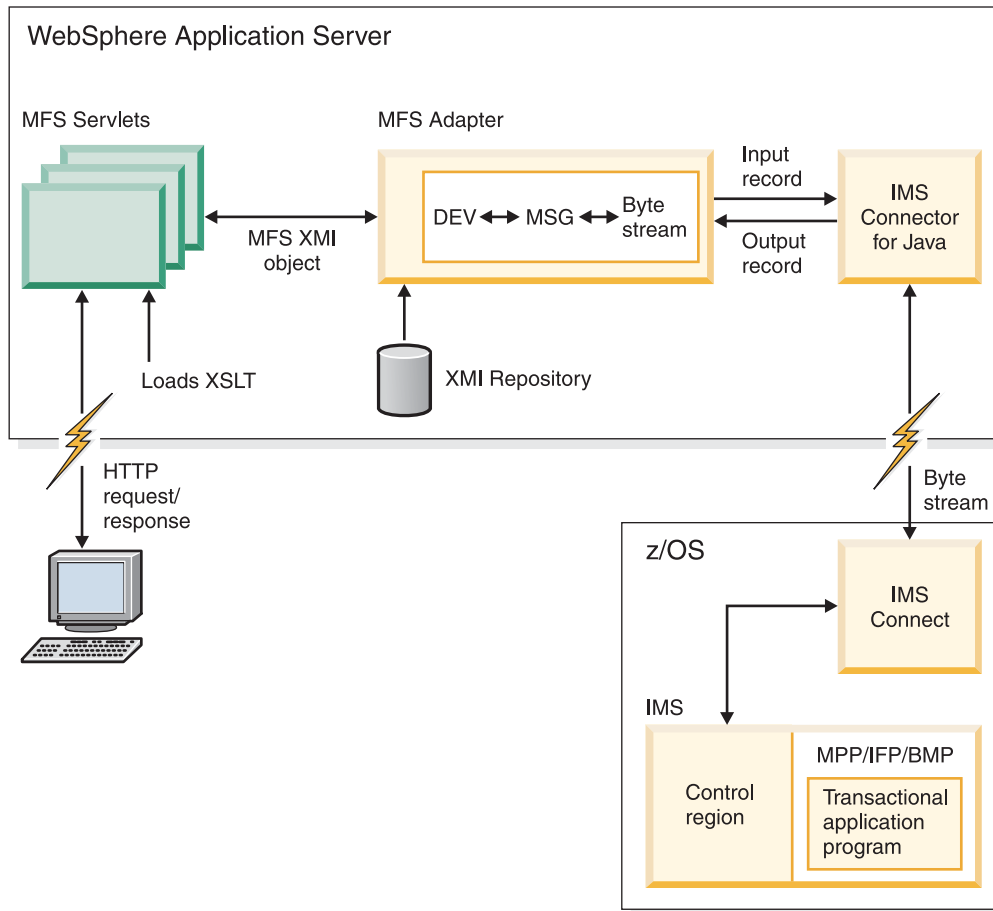 WebSphere Application Server
MFS Servlets
MFS Adapter
DEV
MSG
Byte
stream
Input
record
Output
record
IMS
Connector
for Java
MFS XMI
object
Loads XSLT
XMI Repository
HTTP
request/
response
Byte
stream
z/OS
IMS
Connect
IMS
Control
region
MPP/IFP/BMP
Transactional
application
program